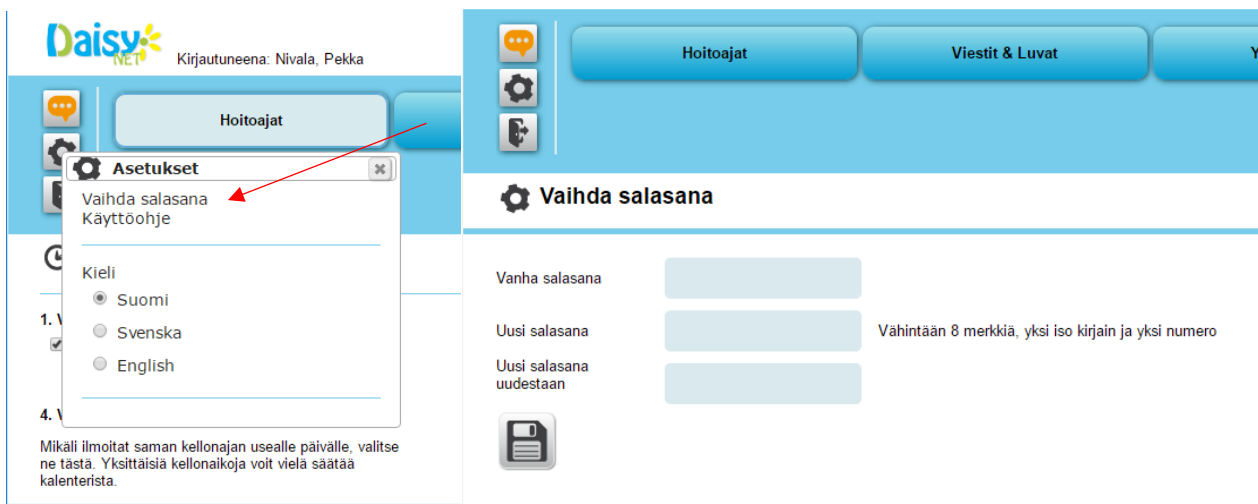 Daisy
NET
Kirjautuneena: Nivala, Pekka
Hoitoajat
Asetukset
Vaihda salasana
Käyttöohje
Kieli
Suomi
Svenska
English
1. V
4. V
Mikäli ilmoitat saman kellonajan usealle päivälle, valitse
ne tästä. Yksittäisiä kellonaikoja voit vielä säätää
kalenterista.
Hoitoajat
Viestit & Luvat
Y
Vaihda salasana
Vanha salasana
Uusi salasana
Vähintään 8 merkkiä, yksi iso kirjain ja yksi numero
Uusi salasana
uudestaan